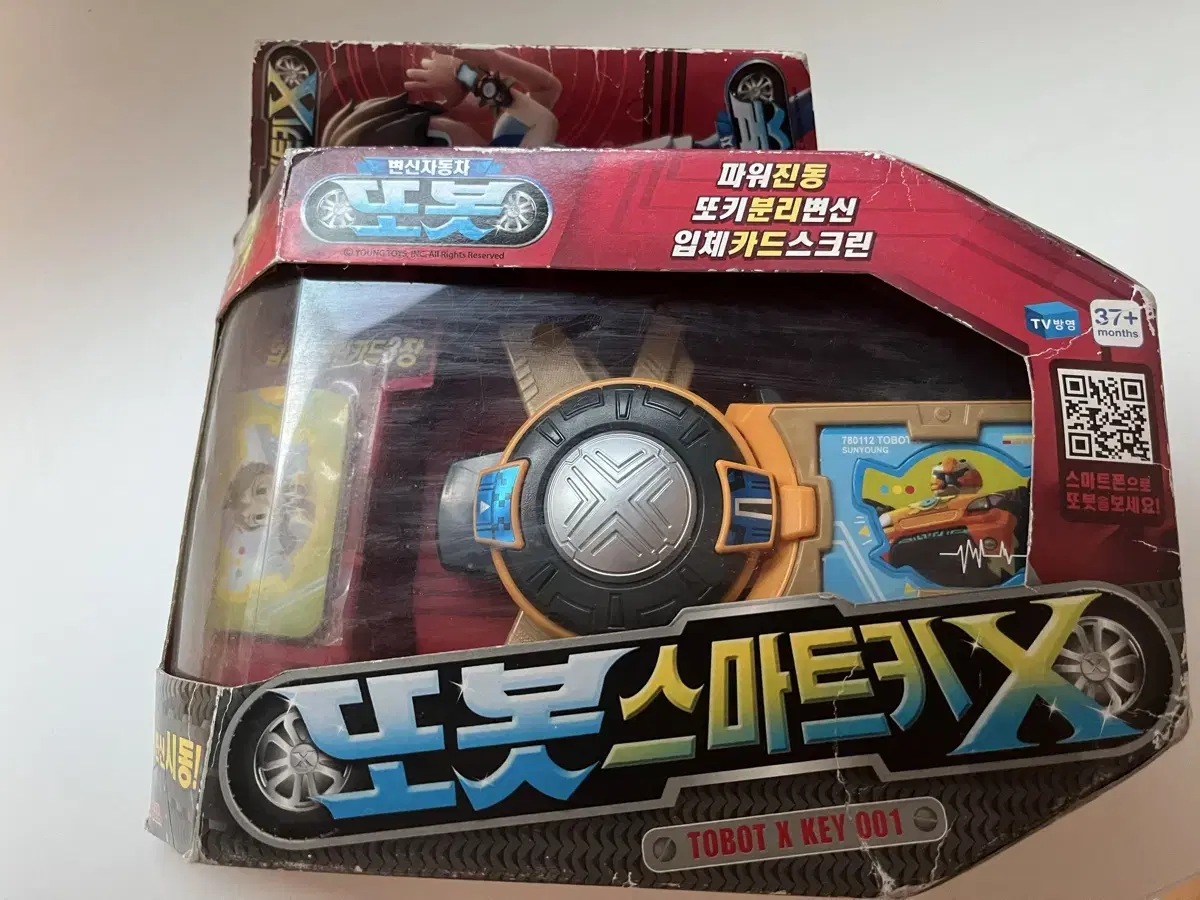 변신자동차
또봇
© YOUNG TOYS, INC. All Rights Reserved
파워진동
또키분리변신
입체카드스크린
TV방영
37+
months
스마트폰으로
또봇을보세요!
780112 TOBOT
SUNYOUNG
또봇스마트키X
시동!
TOBOT X KEY 001